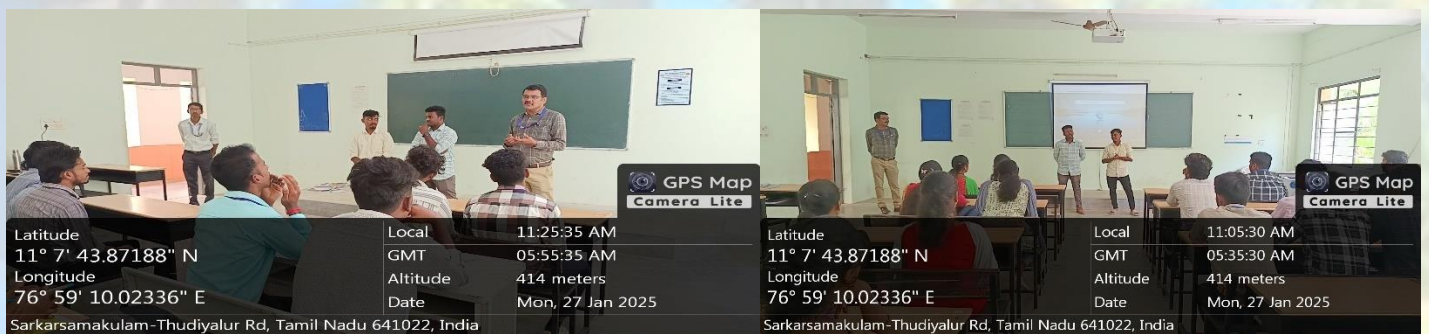 GPS Map
Camera Lite
Latitude
11° 7' 43.87188" N
Longitude
76° 59' 10.02336" E
Local 11:25:35 AM
GMT 05:55:35 AM
Altitude 414 meters
Date Mon, 27 Jan 2025
Sarkarsamakulam-Thudiyalur Rd, Tamil Nadu 641022, India
GPS Map
Camera Lite
Latitude
11° 7' 43.87188" N
Longitude
76° 59' 10.02336" E
Local 11:05:30 AM
GMT 05:35:30 AM
Altitude 414 meters
Date Mon, 27 Jan 2025
Sarkarsamakulam-Thudiyalur Rd, Tamil Nadu 641022, India